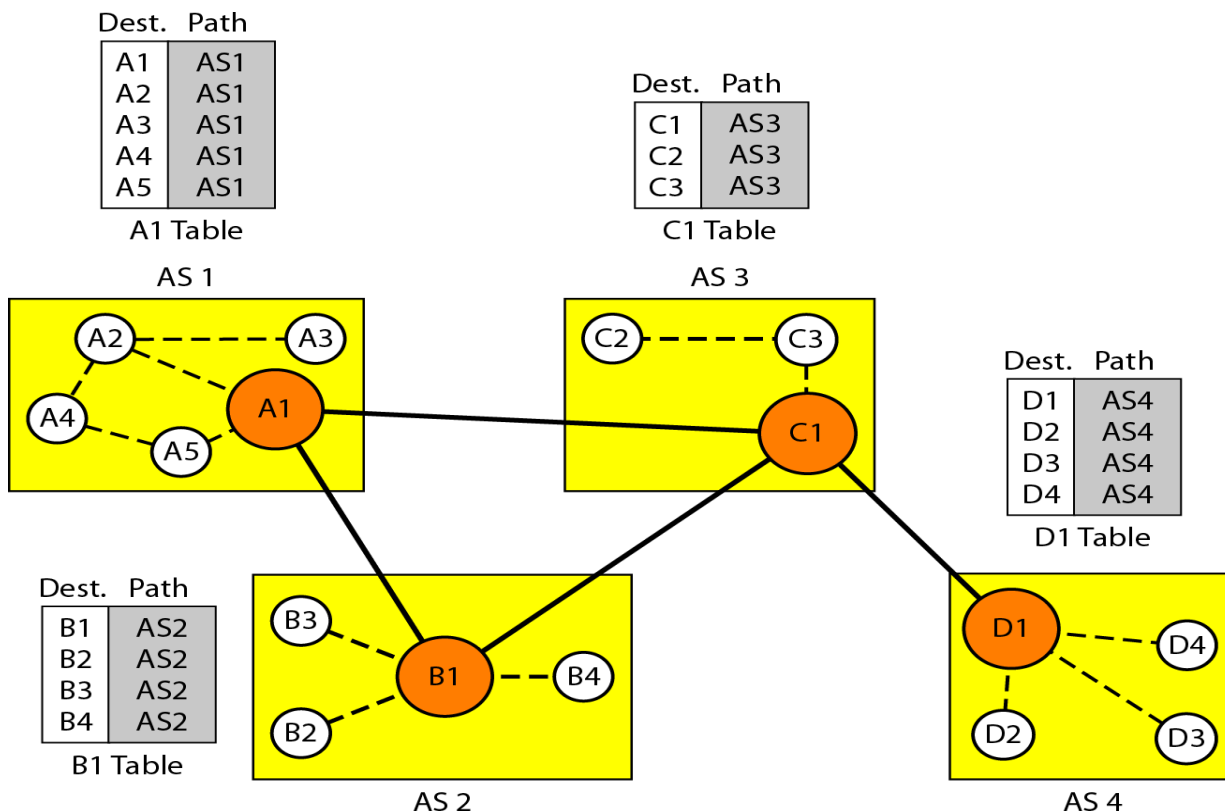 Dest. Path
A1 AS1
A2 AS1
A3 AS1
A4 AS1
A5 AS1
A1 Table
Dest. Path
C1 AS3
C2 AS3
C3 AS3
C1 Table
AS 1
A2
A3
A1
A4
A5
AS 3
C2
C3
C1
Dest. Path
D1 AS4
D2 AS4
D3 AS4
D4 AS4
D1 Table
Dest. Path
B1 AS2
B2 AS2
B3 AS2
B4 AS2
B1 Table
B3
B1
B4
B2
AS 2
D1
D4
D2
D3
AS 4